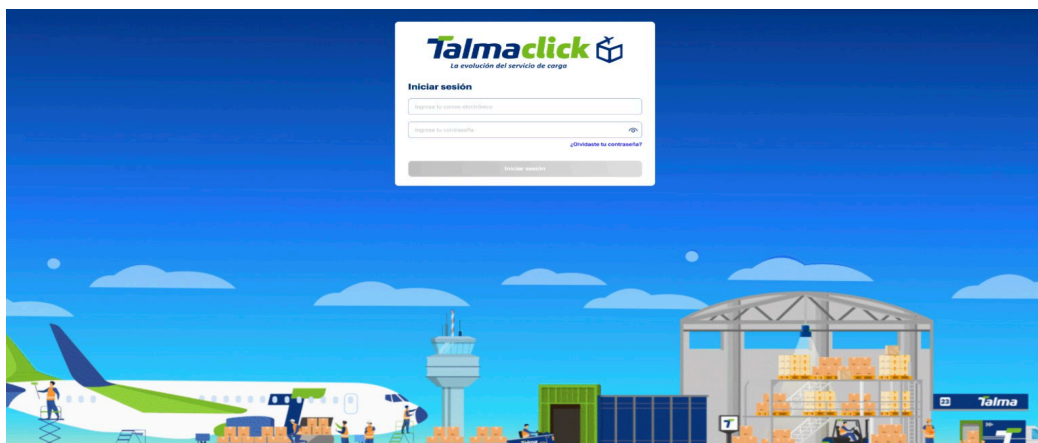 Talmaclick
La evolución del servicio de carga
Iniciar sesión
Ingresa tu correo electrónico
Ingresa tu contraseña
¿Olvidaste tu contraseña?
Iniciar sesión
23 Talma
T